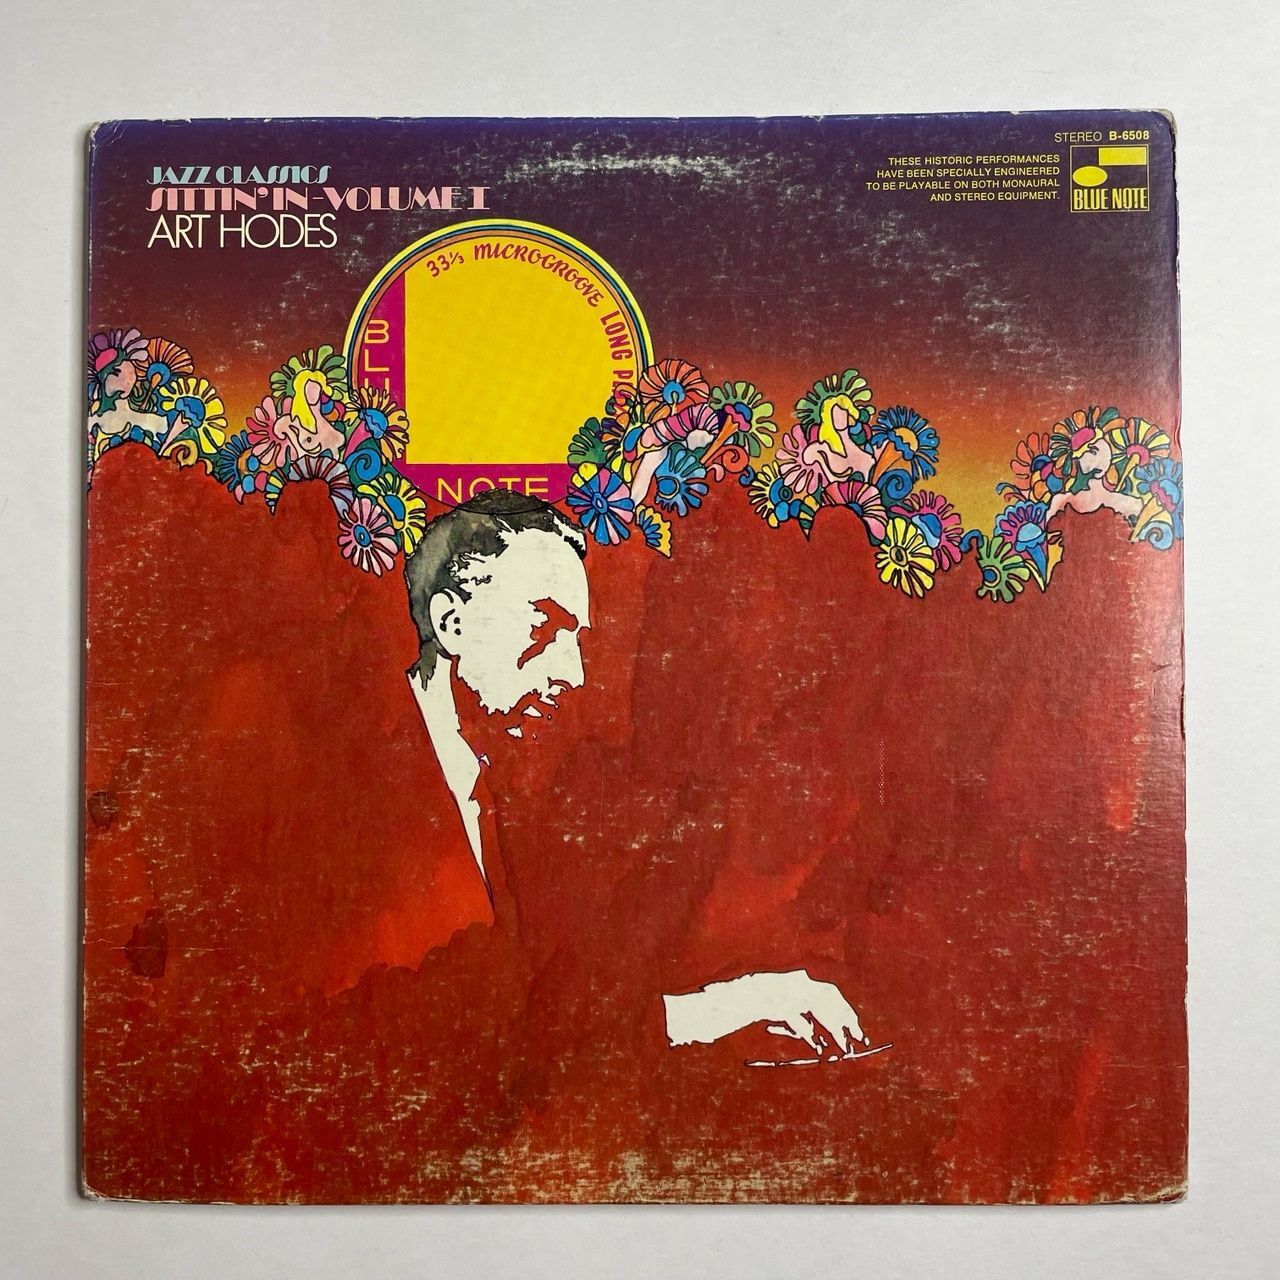 JAZZ CLASSICS
SITTIN' IN-VOLUME I
ART HODES
STEREO B-6508
THESE HISTORIC PERFORMANCES
HAVE BEEN SPECIALLY ENGINEERED
TO BE PLAYABLE ON BOTH MONAURAL
AND STEREO EQUIPMENT.
BLUE NOTE
33⅓ MICROGROOVE LONG
BLU
NOTE